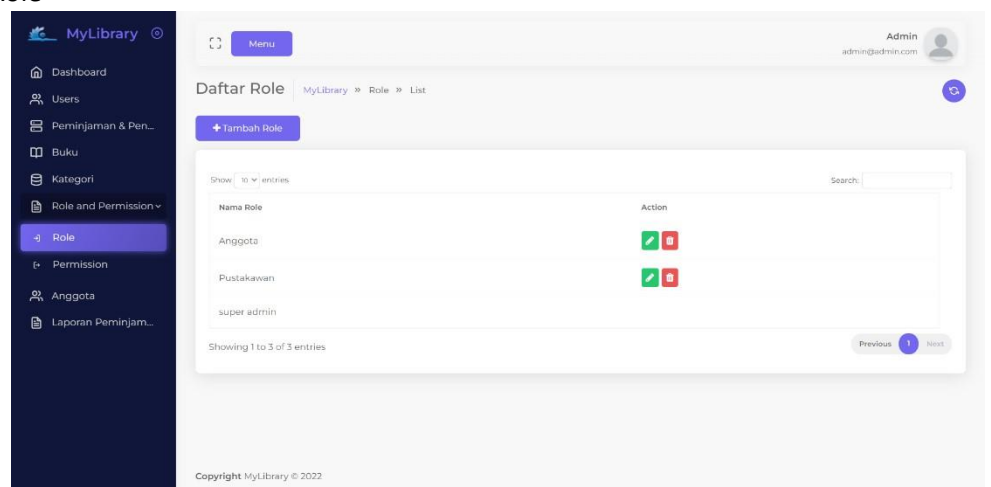 MyLibrary
Dashboard
Users
Peminjaman & Pen...
Buku
Kategori
Role and Permission
Role
Permission
Anggota
Laporan Peminjam...
Menu
Admin
admin@admin.com
Daftar Role
MyLibrary » Role » List
+Tambah Role
Show 10 entries
Search:
Nama Role Action
Anggota
Pustakawan
super admin
Showing 1 to 3 of 3 entries
Previous 1 Next
Copyright MyLibrary © 2022